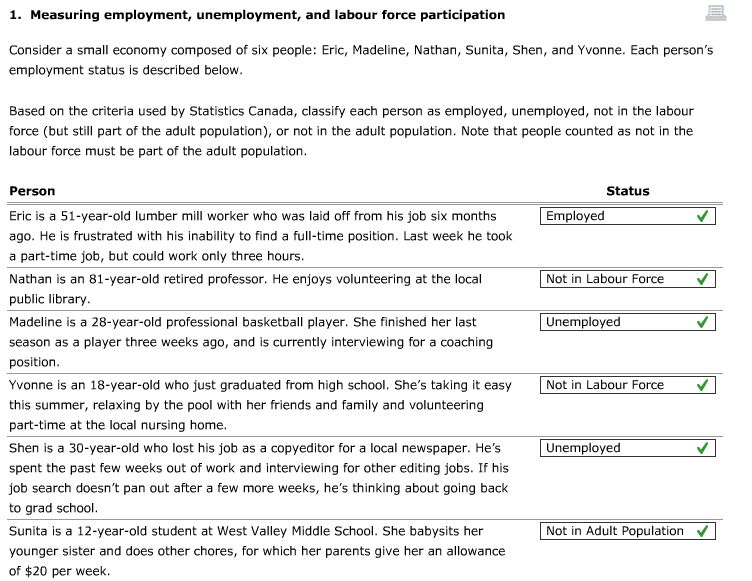 1. Measuring employment, unemployment, and labour force participation
Consider a small economy composed of six people: Eric, Madeline, Nathan, Sunita, Shen, and Yvonne. Each person's
employment status is described below.
Based on the criteria used by Statistics Canada, classify each person as employed, unemployed, not in the labour
force (but still part of the adult population), or not in the adult population. Note that people counted as not in the
labour force must be part of the adult population.
Person Status
Eric is a 51-year-old lumber mill worker who was laid off from his job six months Employed
ago. He is frustrated with his inability to find a full-time position. Last week he took
a part-time job, but could work only three hours.
Nathan is an 81-year-old retired professor. He enjoys volunteering at the local Not in Labour Force
public library.
Madeline is a 28-year-old professional basketball player. She finished her last Unemployed
season as a player three weeks ago, and is currently interviewing for a coaching
position.
Yvonne is an 18-year-old who just graduated from high school. She's taking it easy Not in Labour Force
this summer, relaxing by the pool with her friends and family and volunteering
part-time at the local nursing home.
Shen is a 30-year-old who lost his job as a copyeditor for a local newspaper. He's Unemployed
spent the past few weeks out of work and interviewing for other editing jobs. If his
job search doesn't pan out after a few more weeks, he's thinking about going back
to grad school.
Sunita is a 12-year-old student at West Valley Middle School. She babysits her Not in Adult Population
younger sister and does other chores, for which her parents give her an allowance
of $20 per week.